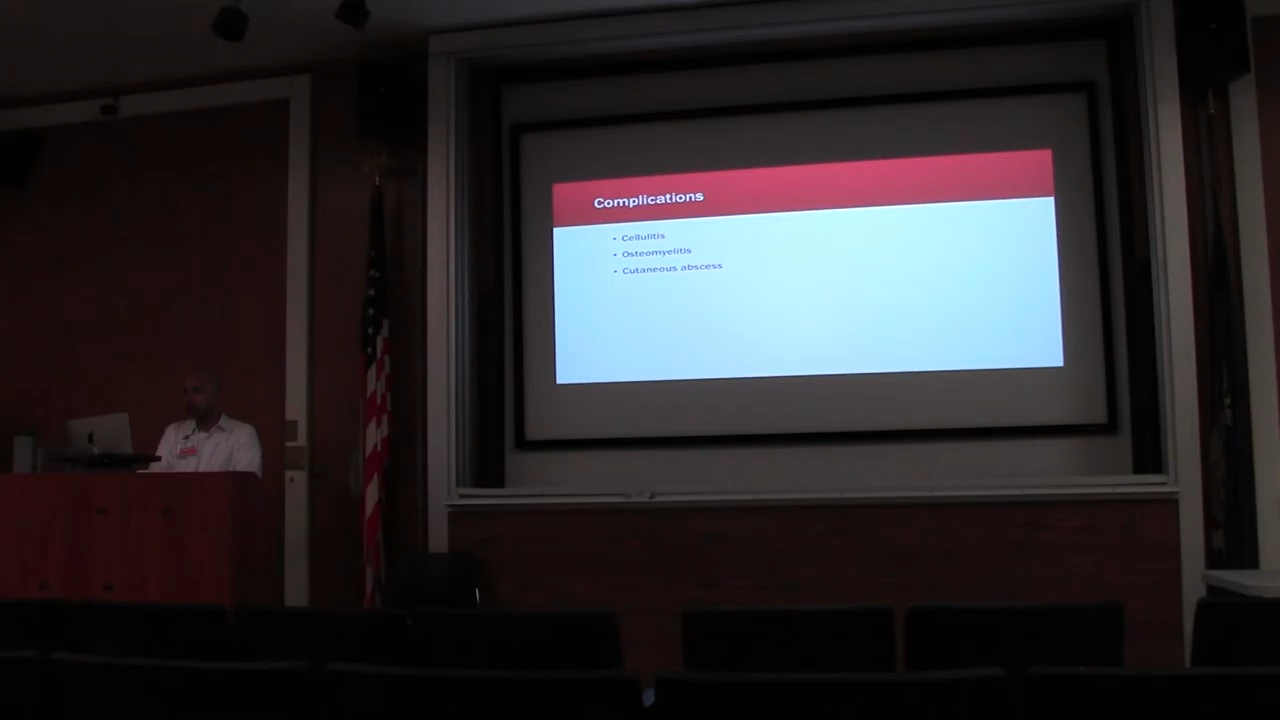 Complications
• Cellulitis
• Osteomyelitis
• Cutaneous abscess